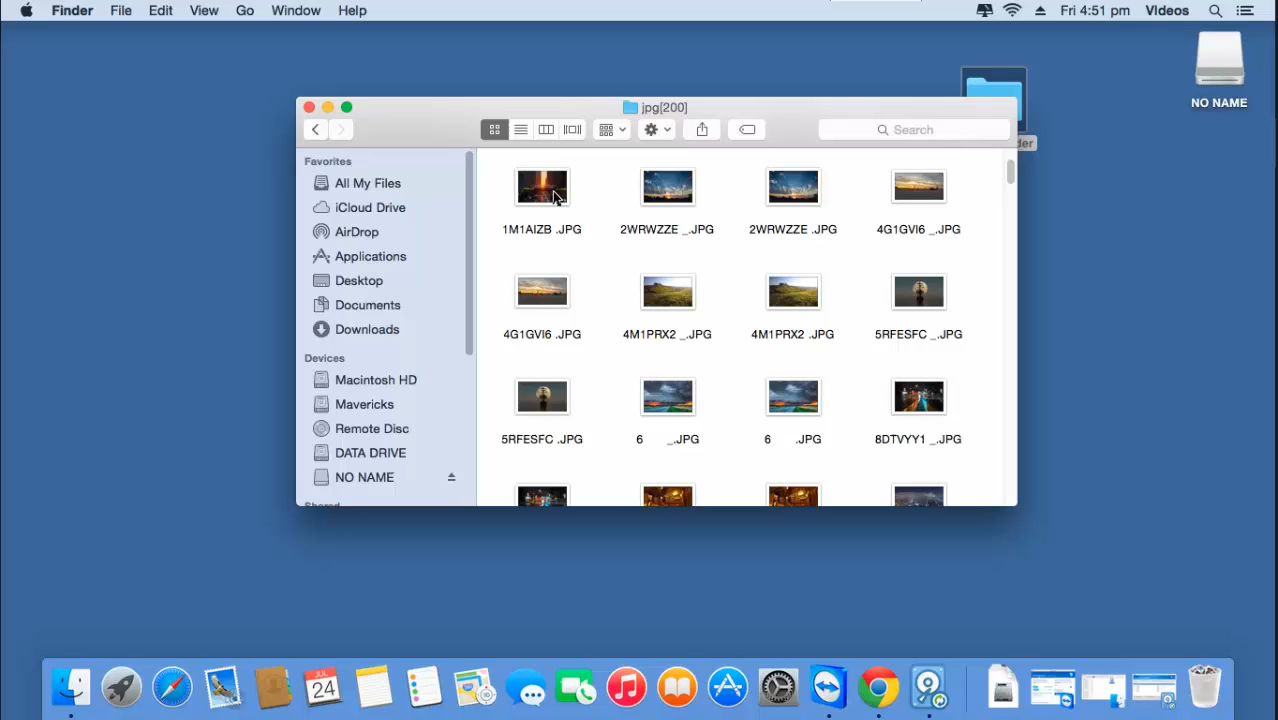 Finder File Edit View Go Window Help
Fri 4:51 pm VIdeos
NO NAME
jpg[200]
Search
der
Favorites
All My Files
iCloud Drive
AirDrop
Applications
Desktop
Documents
Downloads
Devices
Macintosh HD
Mavericks
Remote Disc
DATA DRIVE
NO NAME
Shared
1M1AIZB .JPG
2WRWZZE _.JPG
2WRWZZE .JPG
4G1GVI6 _.JPG
4G1GVI6 .JPG
4M1PRX2 _.JPG
4M1PRX2 .JPG
5RFESFC _.JPG
5RFESFC .JPG
6 _.JPG
6 .JPG
8DTVYY1 _.JPG
JUL
24